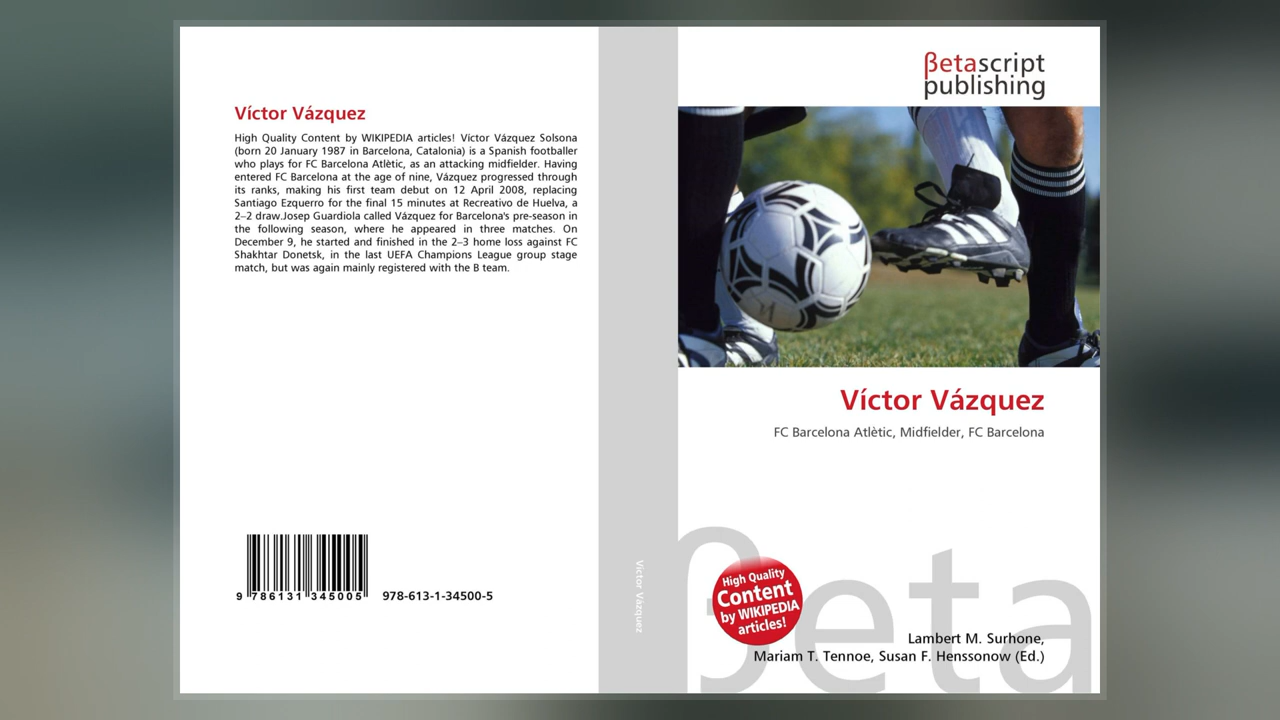 Víctor Vázquez
High Quality Content by WIKIPEDIA articles! Víctor Vázquez Solsona
(born 20 January 1987 in Barcelona, Catalonia) is a Spanish footballer
who plays for FC Barcelona Atlètic, as an attacking midfielder. Having
entered FC Barcelona at the age of nine, Vázquez progressed through
its ranks, making his first team debut on 12 April 2008, replacing
Santiago Ezquerro for the final 15 minutes at Recreativo de Huelva, a
2–2 draw.Josep Guardiola called Vázquez for Barcelona's pre-season in
the following season, where he appeared in three matches. On
December 9, he started and finished in the 2–3 home loss against FC
Shakhtar Donetsk, in the last UEFA Champions League group stage
match, but was again mainly registered with the B team.
9 786131 345005
978-613-1-34500-5
Víctor Vázquez
βetascript
publishing
Víctor Vázquez
FC Barcelona Atlètic, Midfielder, FC Barcelona
βeta
High Quality
Content
by WIKIPEDIA
articles!
Lambert M. Surhone,
Mariam T. Tennoe, Susan F. Henssonow (Ed.)